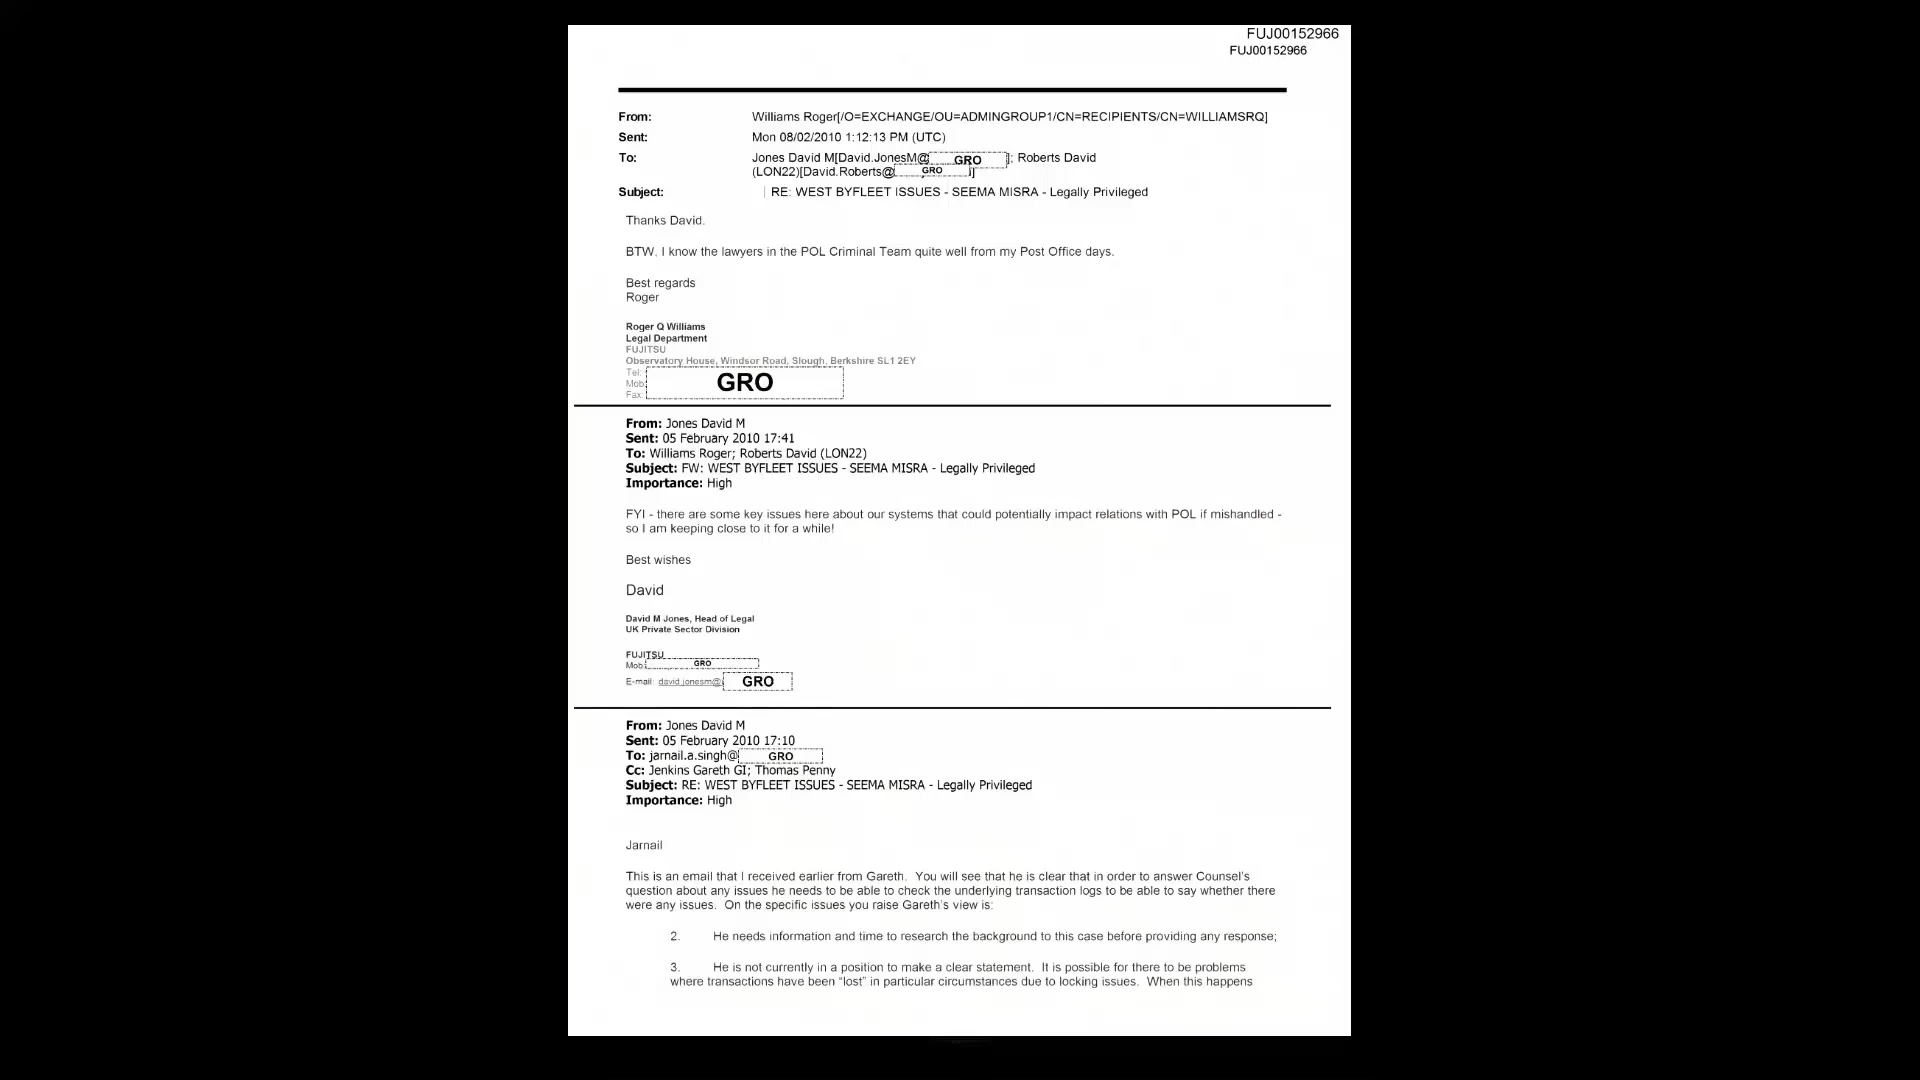 FUJ00152966
FUJ00152966
From: Williams Roger[/O=EXCHANGE/OU=ADMINGROUP1/CN=RECIPIENTS/CN=WILLIAMSRQ]
Sent: Mon 08/02/2010 1:12:13 PM (UTC)
To: Jones David M[David.JonesM@ GRO ]; Roberts David
(LON22)[David.Roberts@ GRO ]
Subject: RE: WEST BYFLEET ISSUES - SEEMA MISRA - Legally Privileged
Thanks David.
BTW, I know the lawyers in the POL Criminal Team quite well from my Post Office days.
Best regards
Roger
Roger Q Williams
Legal Department
FUJITSU
Observatory House, Windsor Road, Slough, Berkshire SL1 2EY
Tel:
Mob: GRO
Fax:
From: Jones David M
Sent: 05 February 2010 17:41
To: Williams Roger; Roberts David (LON22)
Subject: FW: WEST BYFLEET ISSUES - SEEMA MISRA - Legally Privileged
Importance: High
FYI - there are some key issues here about our systems that could potentially impact relations with POL if mishandled -
so I am keeping close to it for a while!
Best wishes
David
David M Jones, Head of Legal
UK Private Sector Division
FUJITSU
Mob: GRO
E-mail: david.jonesm@ GRO
From: Jones David M
Sent: 05 February 2010 17:10
To: jarnail.a.singh@ GRO
Cc: Jenkins Gareth GI; Thomas Penny
Subject: RE: WEST BYFLEET ISSUES - SEEMA MISRA - Legally Privileged
Importance: High
Jarnail
This is an email that I received earlier from Gareth. You will see that he is clear that in order to answer Counsel's
question about any issues he needs to be able to check the underlying transaction logs to be able to say whether there
were any issues. On the specific issues you raise Gareth's view is:
2. He needs information and time to research the background to this case before providing any response;
3. He is not currently in a position to make a clear statement. It is possible for there to be problems
where transactions have been "lost" in particular circumstances due to locking issues. When this happens